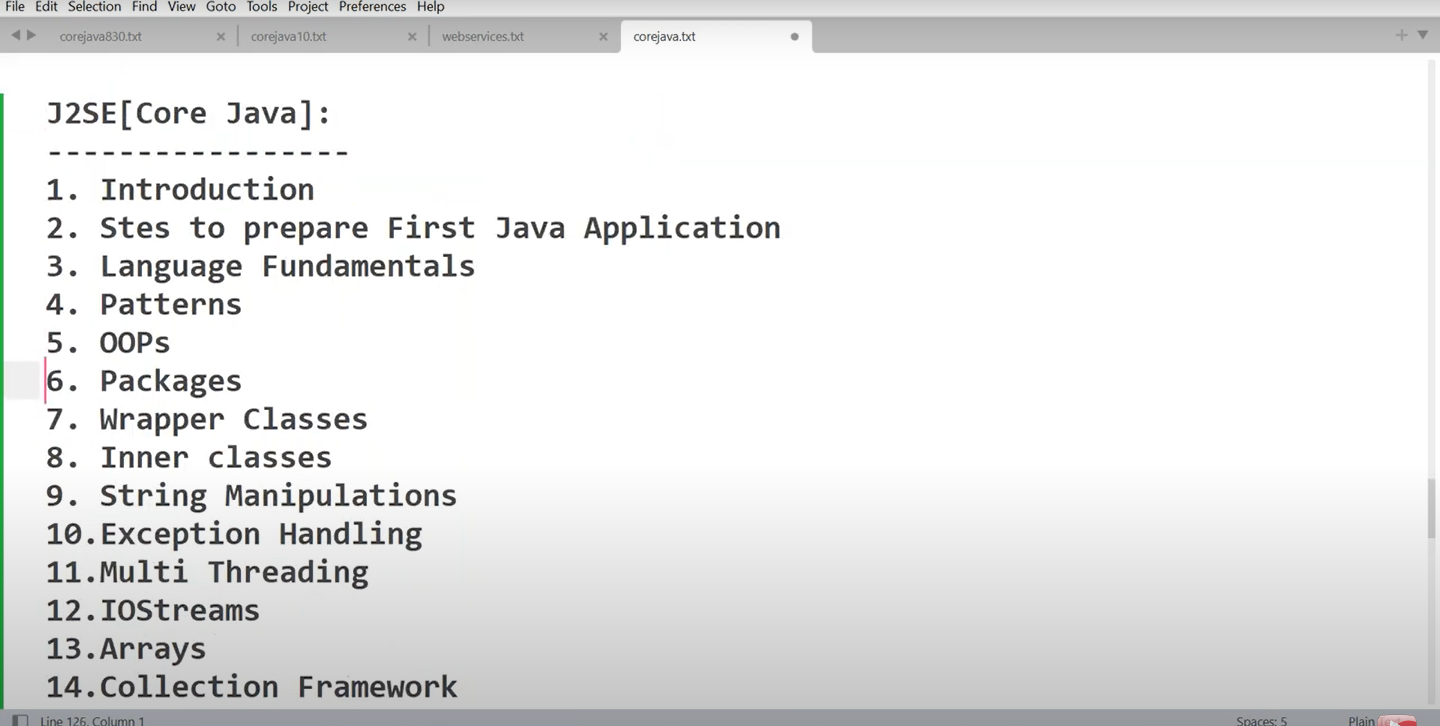 File Edit Selection Find View Goto Tools Project Preferences Help
corejava830.txt corejava10.txt webservices.txt corejava.txt
J2SE[Core Java]:
-----------------
1. Introduction
2. Stes to prepare First Java Application
3. Language Fundamentals
4. Patterns
5. OOPs
6. Packages
7. Wrapper Classes
8. Inner classes
9. String Manipulations
10.Exception Handling
11.Multi Threading
12.IOStreams
13.Arrays
14.Collection Framework
Line 126, Column 1 Spaces: 5 Plain